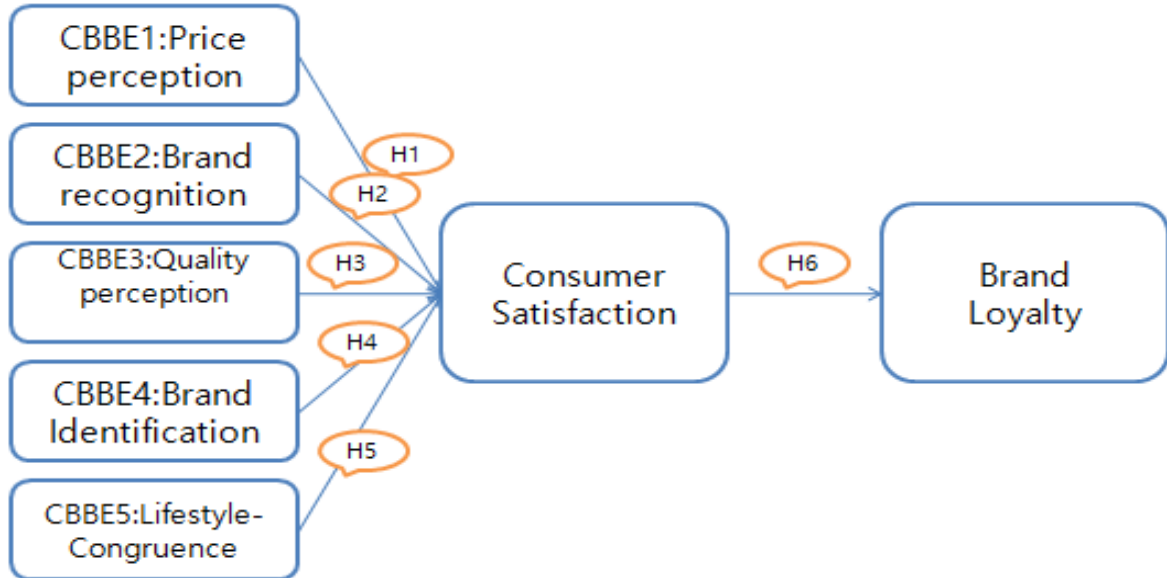 CBBE1:Price
perception
CBBE2:Brand
recognition
CBBE3:Quality
perception
CBBE4:Brand
Identification
CBBE5:Lifestyle-
Congruence
H1
H2
H3
H4
H5
Consumer
Satisfaction
H6
Brand
Loyalty